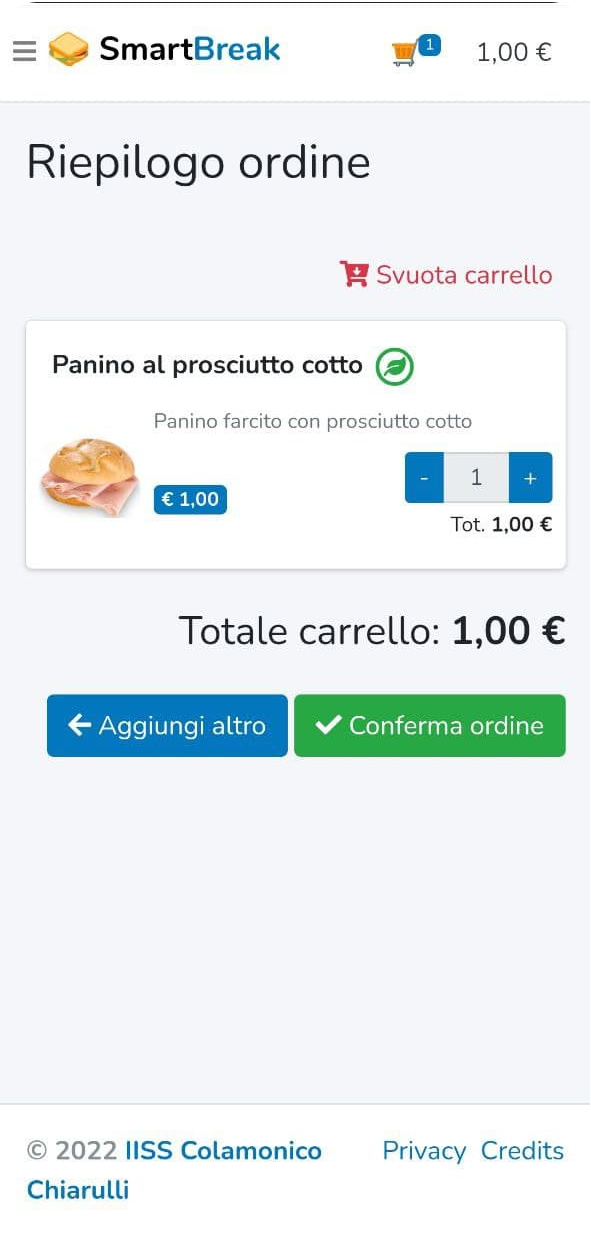 SmartBreak
1
1,00 €
Riepilogo ordine
Svuota carrello
Panino al prosciutto cotto
Panino farcito con prosciutto cotto
€ 1,00
- 1 +
Tot. 1,00 €
Totale carrello: 1,00 €
Aggiungi altro
Conferma ordine
© 2022 IISS Colamonico
Chiarulli
Privacy Credits